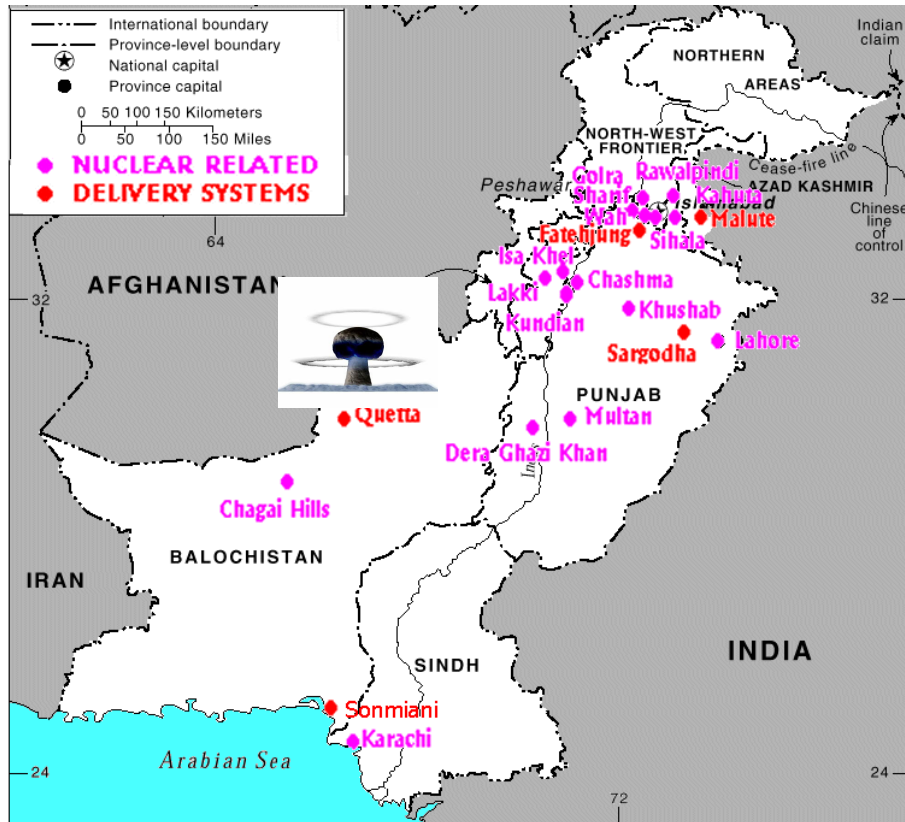 International boundary
Province-level boundary
National capital
Province capital
0 50 100 150 Kilometers
0 50 100 150 Miles
NUCLEAR RELATED
DELIVERY SYSTEMS
Indian
claim
NORTHERN
AREAS
NORTH-WEST
FRONTIER
Cease-fire line
Golra
Sharif
Rawalpindi
Peshawar
AZAD KASHMIR
Kahuta
Islamabad
Wah
Malute
Chinese
line of
control
Fatehjung
Sihala
64
Isa Khel
AFGHANISTAN
Chashma
Lakki
32
32
Kundian
Khushab
Lahore
Sargodha
PUNJAB
Quetta
Multan
Dera Ghazi Khan
Indus
Chagai Hills
BALOCHISTAN
IRAN
INDIA
SINDH
Sonmiani
Karachi
Arabian Sea
24
24
72